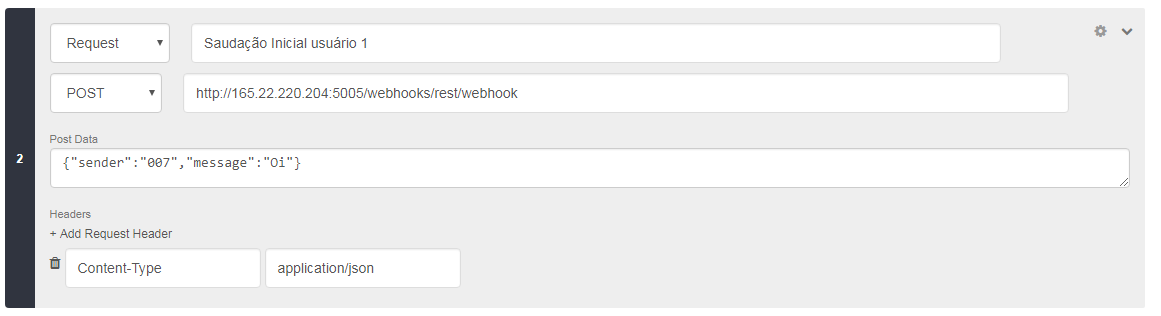 Request Saudação Inicial usuário 1
POST http://165.22.220.204:5005/webhooks/rest/webhook
Post Data
2
{"sender":"007","message":"Oi"}
Headers
+ Add Request Header
Content-Type application/json